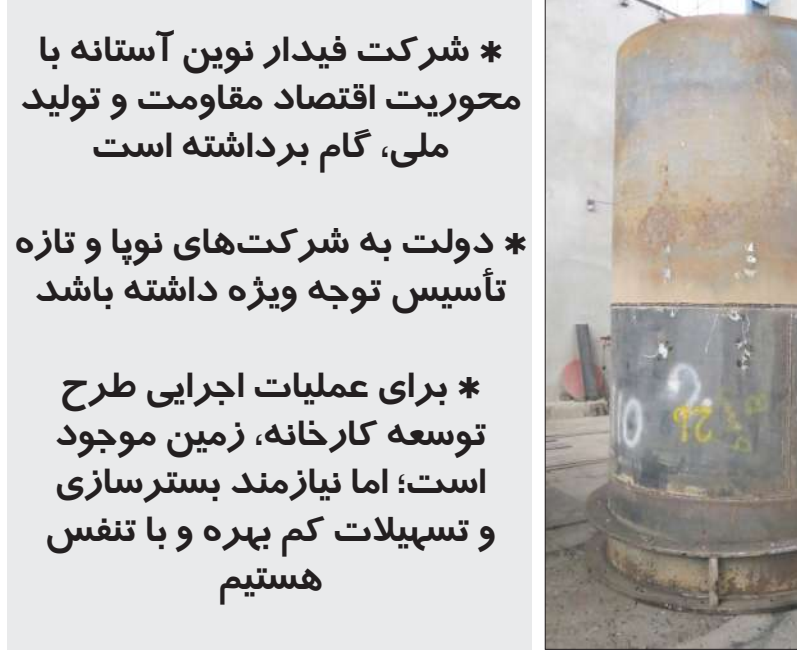 * شرکت فیدار نوین آستانه با
محوریت اقتصاد مقاومت و تولید
ملی، گام برداشته است
* دولت به شرکت‌های نوپا و تازه
تأسیس توجه ویژه داشته باشد
* برای عملیات اجرایی طرح
توسعه کارخانه، زمین موجود
است؛ اما نیازمند بسترسازی
و تسهیلات کم بهره و با تنفس
هستیم